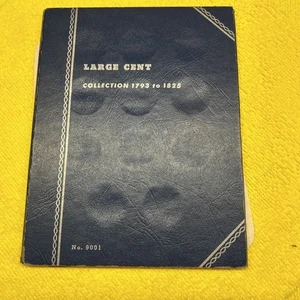 LARGE CENT
COLLECTION 1793 to 1825
No. 9001